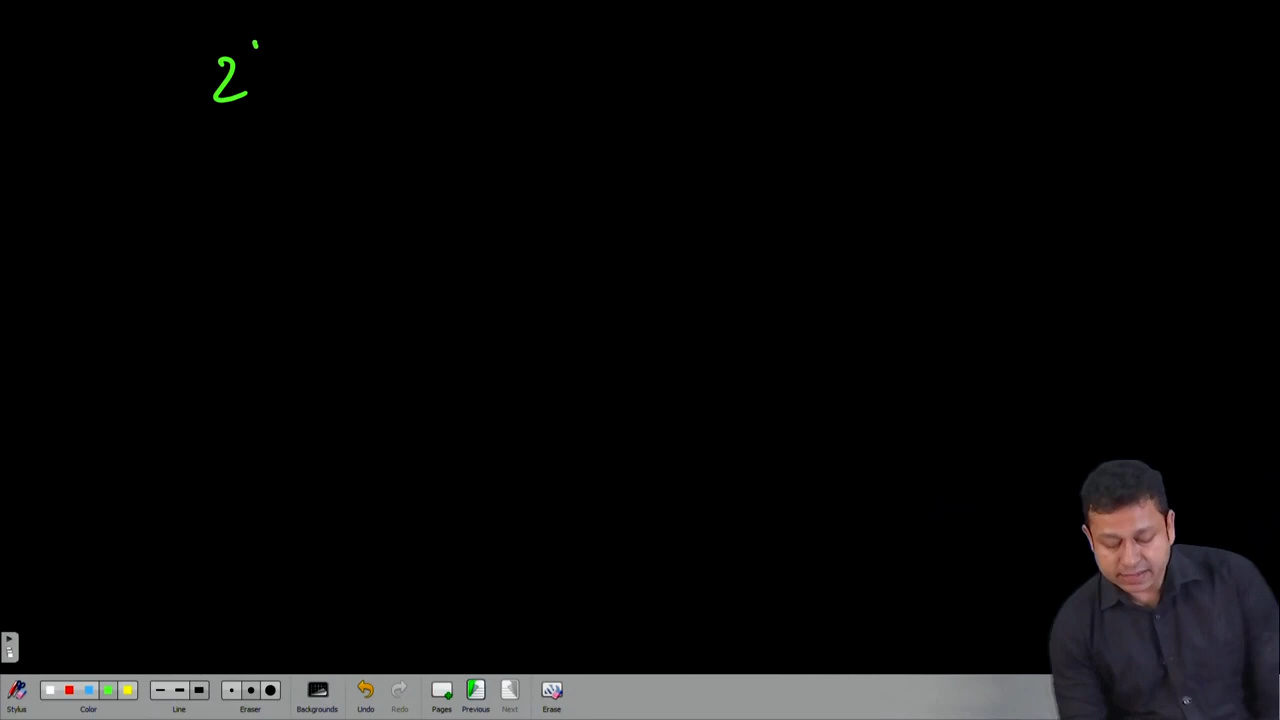 2
Stylus
Color
Line
Eraser
Backgrounds
Undo
Redo
Pages
Previous
Next
Erase